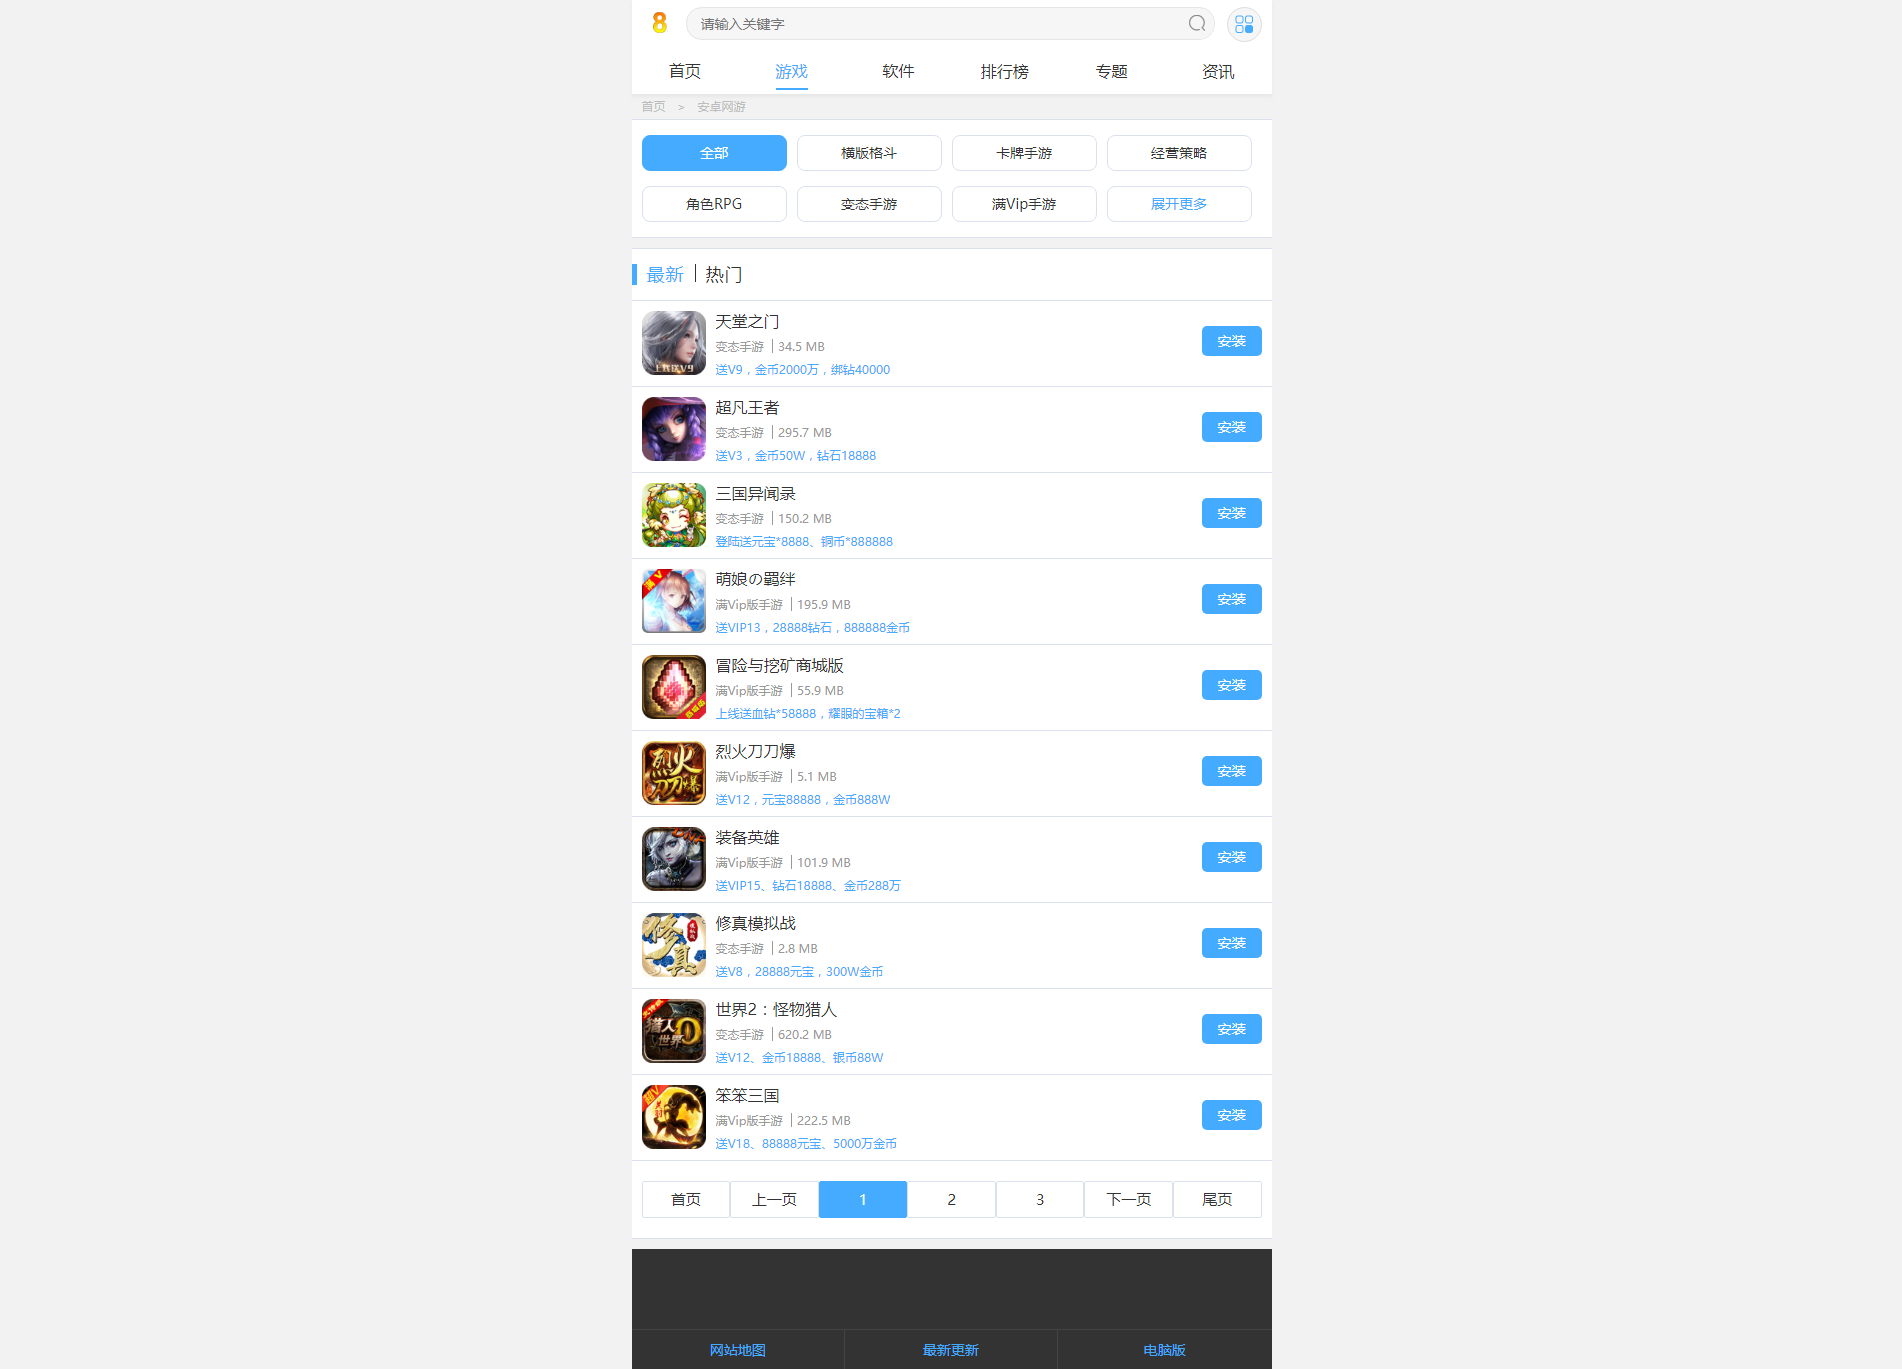 8
请输入关键字
首页 游戏 软件 排行榜 专题 资讯
首页 > 安卓网游
全部 横版格斗 卡牌手游 经营策略
角色RPG 变态手游 满Vip手游 展开更多
最新 热门
天堂之门
变态手游 34.5 MB
送V9，金币2000万，绑钻40000
安装
上线送V9
超凡王者
变态手游 295.7 MB
送V3，金币50W，钻石18888
安装
三国异闻录
变态手游 150.2 MB
登陆送元宝*8888、铜币*888888
安装
满V
萌娘の羁绊
满Vip版手游 195.9 MB
送VIP13，28888钻石，888888金币
安装
冒险与挖矿商城版
满Vip版手游 55.9 MB
上线送血钻*58888，耀眼的宝箱*2
安装
烈火刀刀爆
烈火刀刀爆
满Vip版手游 5.1 MB
送V12，元宝88888，金币888W
安装
装备英雄
满Vip版手游 101.9 MB
送VIP15、钻石18888、金币288万
安装
修真
修真模拟战
变态手游 2.8 MB
送V8，28888元宝，300W金币
安装
猎人
世界
世界2：怪物猎人
变态手游 620.2 MB
送V12、金币18888、银币88W
安装
笨笨三国
满Vip版手游 222.5 MB
送V18、88888元宝、5000万金币
安装
首页 上一页 1 2 3 下一页 尾页
网站地图 最新更新 电脑版